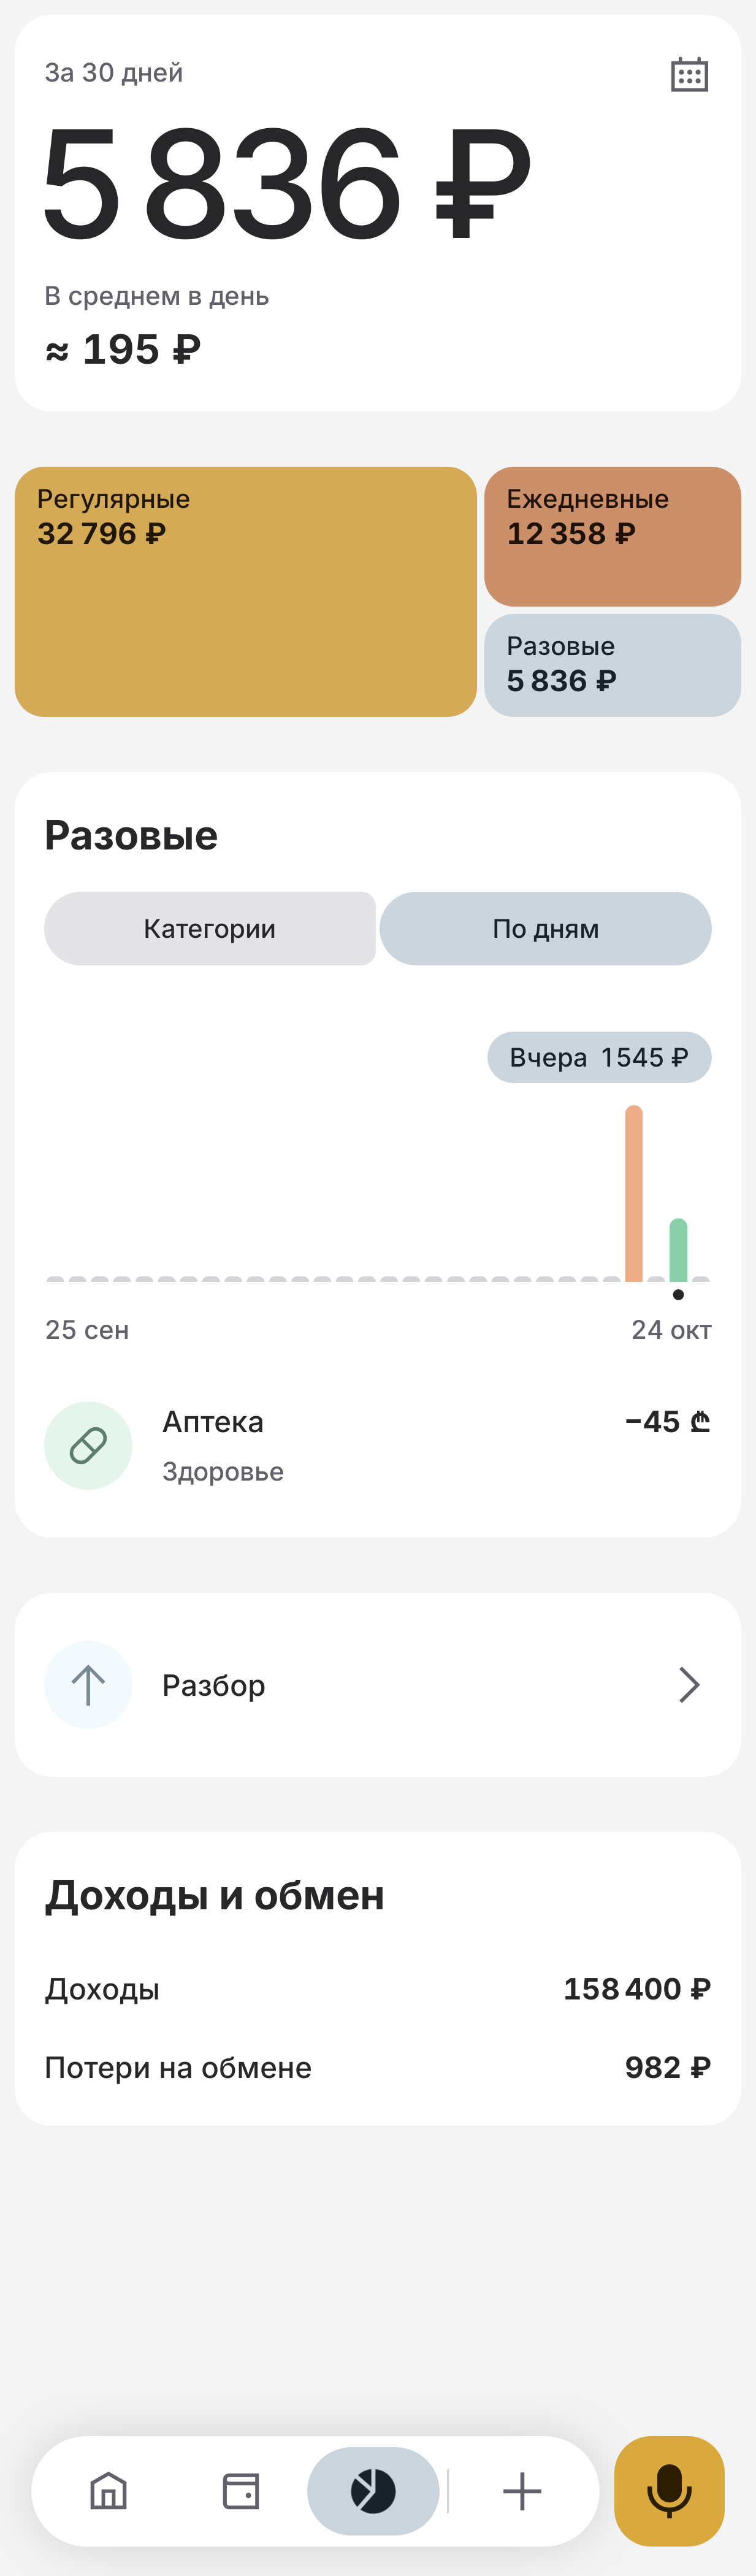 За 30 дней
5 836 ₽
В среднем в день
≈ 195 ₽
Регулярные
32 796 ₽
Ежедневные
12 358 ₽
Разовые
5 836 ₽
Разовые
Категории
По дням
Вчера 1 545 ₽
25 сен
24 окт
Аптека
−45 ₾
Здоровье
Разбор
Доходы и обмен
Доходы
158 400 ₽
Потери на обмене
982 ₽